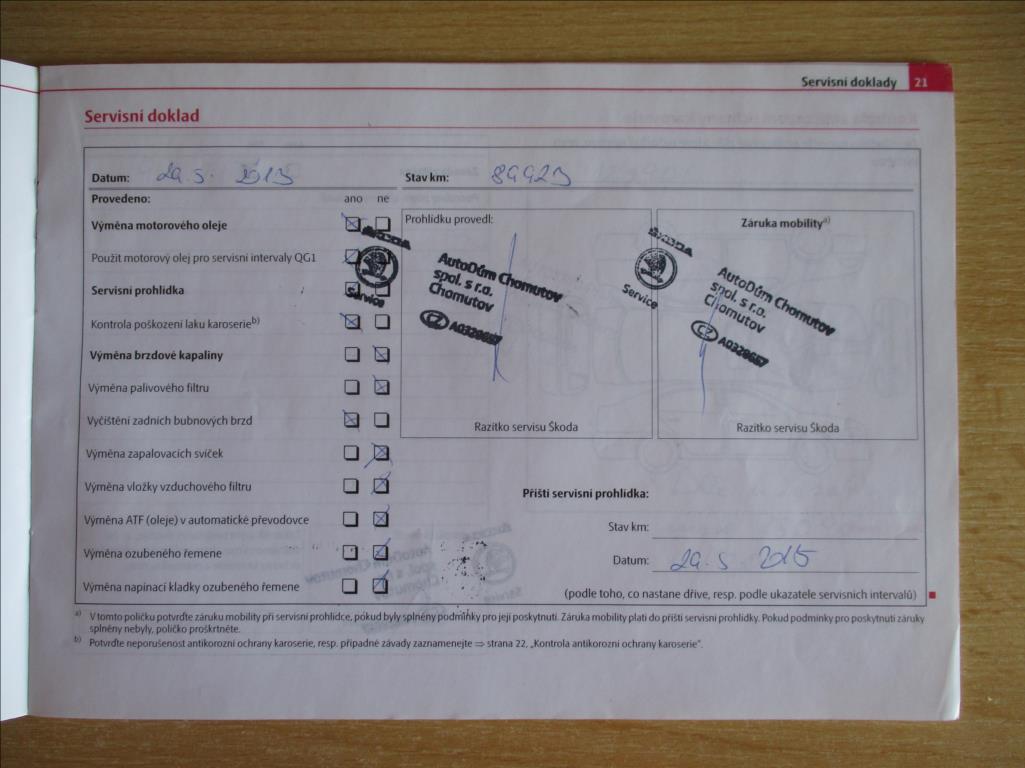 Servisní doklady 21
Servisní doklad
Datum: 29. 5. 2013 Stav km:
Provedeno: ano ne
Výměna motorového oleje
Použit motorový olej pro servisní intervaly QG1
Servisní prohlídka
Kontrola poškození laku karoserie b)
Výměna brzdové kapaliny
Výměna palivového filtru
Vyčištění zadních bubnových brzd
Výměna zapalovacích svíček
Výměna vložky vzduchového filtru
Výměna ATF (oleje) v automatické převodovce
Výměna ozubeného řemene
Výměna napínací kladky ozubeného řemene
Prohlídku provedl:
ŠKODA
Service
AutoDům Chomutov
spol. s r.o.
Chomutov
CZ A0329657
Razítko servisu Škoda
Záruka mobility a)
ŠKODA
Service
AutoDům Chomutov
spol. s r.o.
Chomutov
CZ A0329657
Razítko servisu Škoda
Příští servisní prohlídka:
Stav km:
Datum: 29. 5. 2015
(podle toho, co nastane dříve, resp. podle ukazatele servisních intervalů)
a) V tomto políčku potvrďte záruku mobility při servisní prohlídce, pokud byly splněny podmínky pro její poskytnutí. Záruka mobility platí do příští servisní prohlídky. Pokud podmínky pro poskytnutí záruky
splněny nebyly, políčko proškrtněte.
b) Potvrďte neporušenost antikorozní ochrany karoserie, resp. případné závady zaznamenejte ⇒ strana 22, „Kontrola antikorozní ochrany karoserie“.